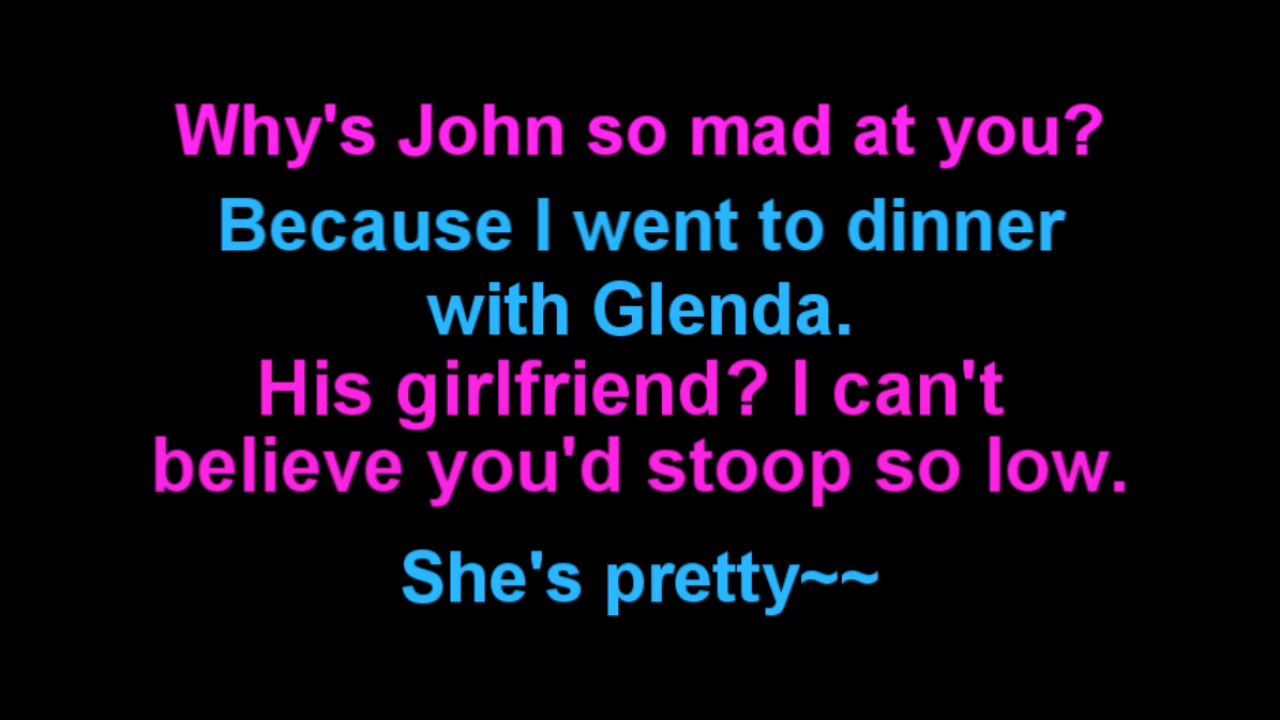 Why's John so mad at you?
Because I went to dinner
with Glenda.
His girlfriend? I can't
believe you'd stoop so low.
She's pretty~~